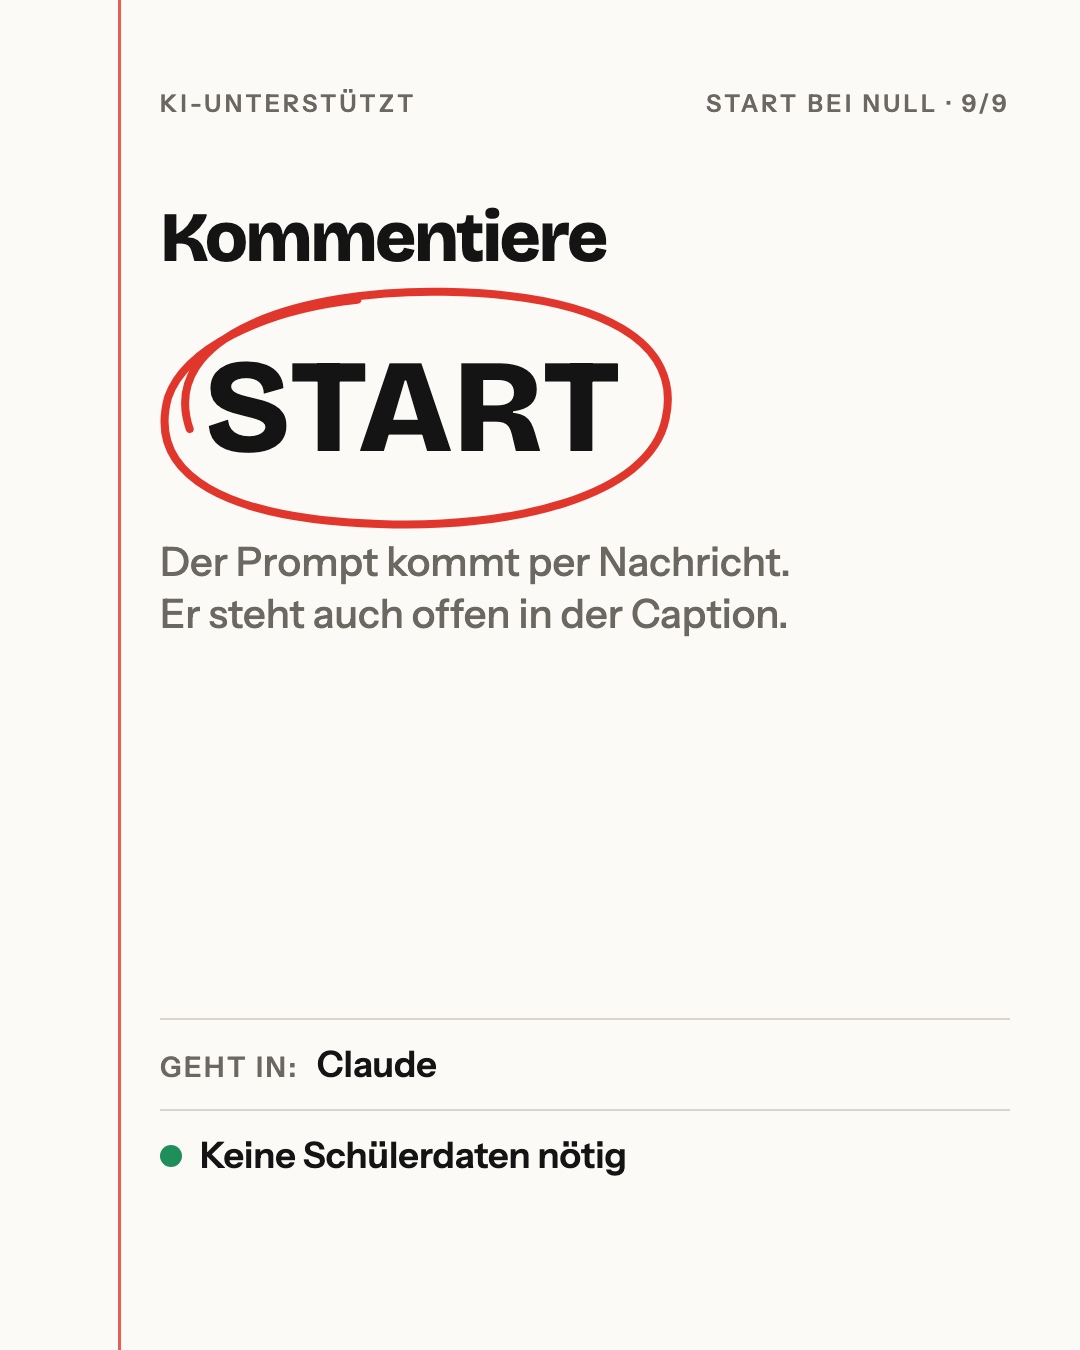 KI-UNTERSTÜTZT
START BEI NULL · 9/9
Kommentiere
START
Der Prompt kommt per Nachricht.
Er steht auch offen in der Caption.
GEHT IN: Claude
Keine Schülerdaten nötig